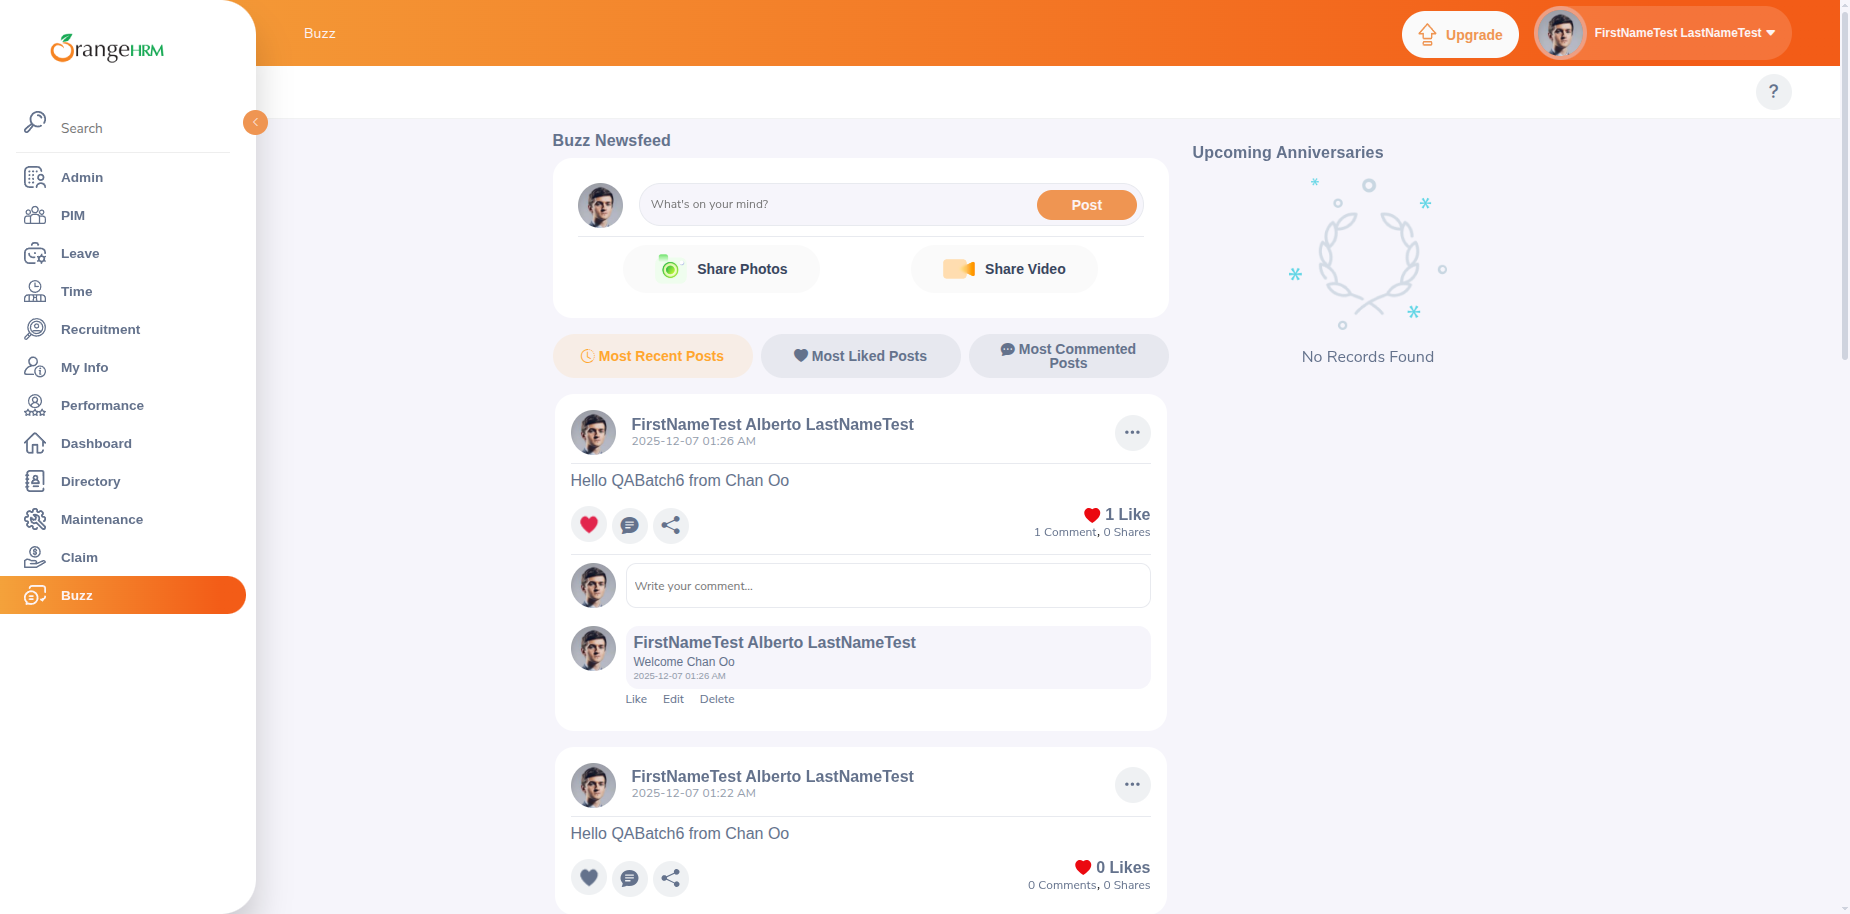 OrangeHRM
Search
Admin
PIM
Leave
Time
Recruitment
My Info
Performance
Dashboard
Directory
Maintenance
Claim
Buzz
Buzz
Upgrade
FirstNameTest LastNameTest
?
Buzz Newsfeed
What's on your mind?
Post
Share Photos
Share Video
Most Recent Posts
Most Liked Posts
Most Commented
Posts
FirstNameTest Alberto LastNameTest
2025-12-07 01:26 AM
Hello QABatch6 from Chan Oo
1 Like
1 Comment, 0 Shares
Write your comment...
FirstNameTest Alberto LastNameTest
Welcome Chan Oo
2025-12-07 01:26 AM
Like Edit Delete
FirstNameTest Alberto LastNameTest
2025-12-07 01:22 AM
Hello QABatch6 from Chan Oo
0 Likes
0 Comments, 0 Shares
Upcoming Anniversaries
No Records Found